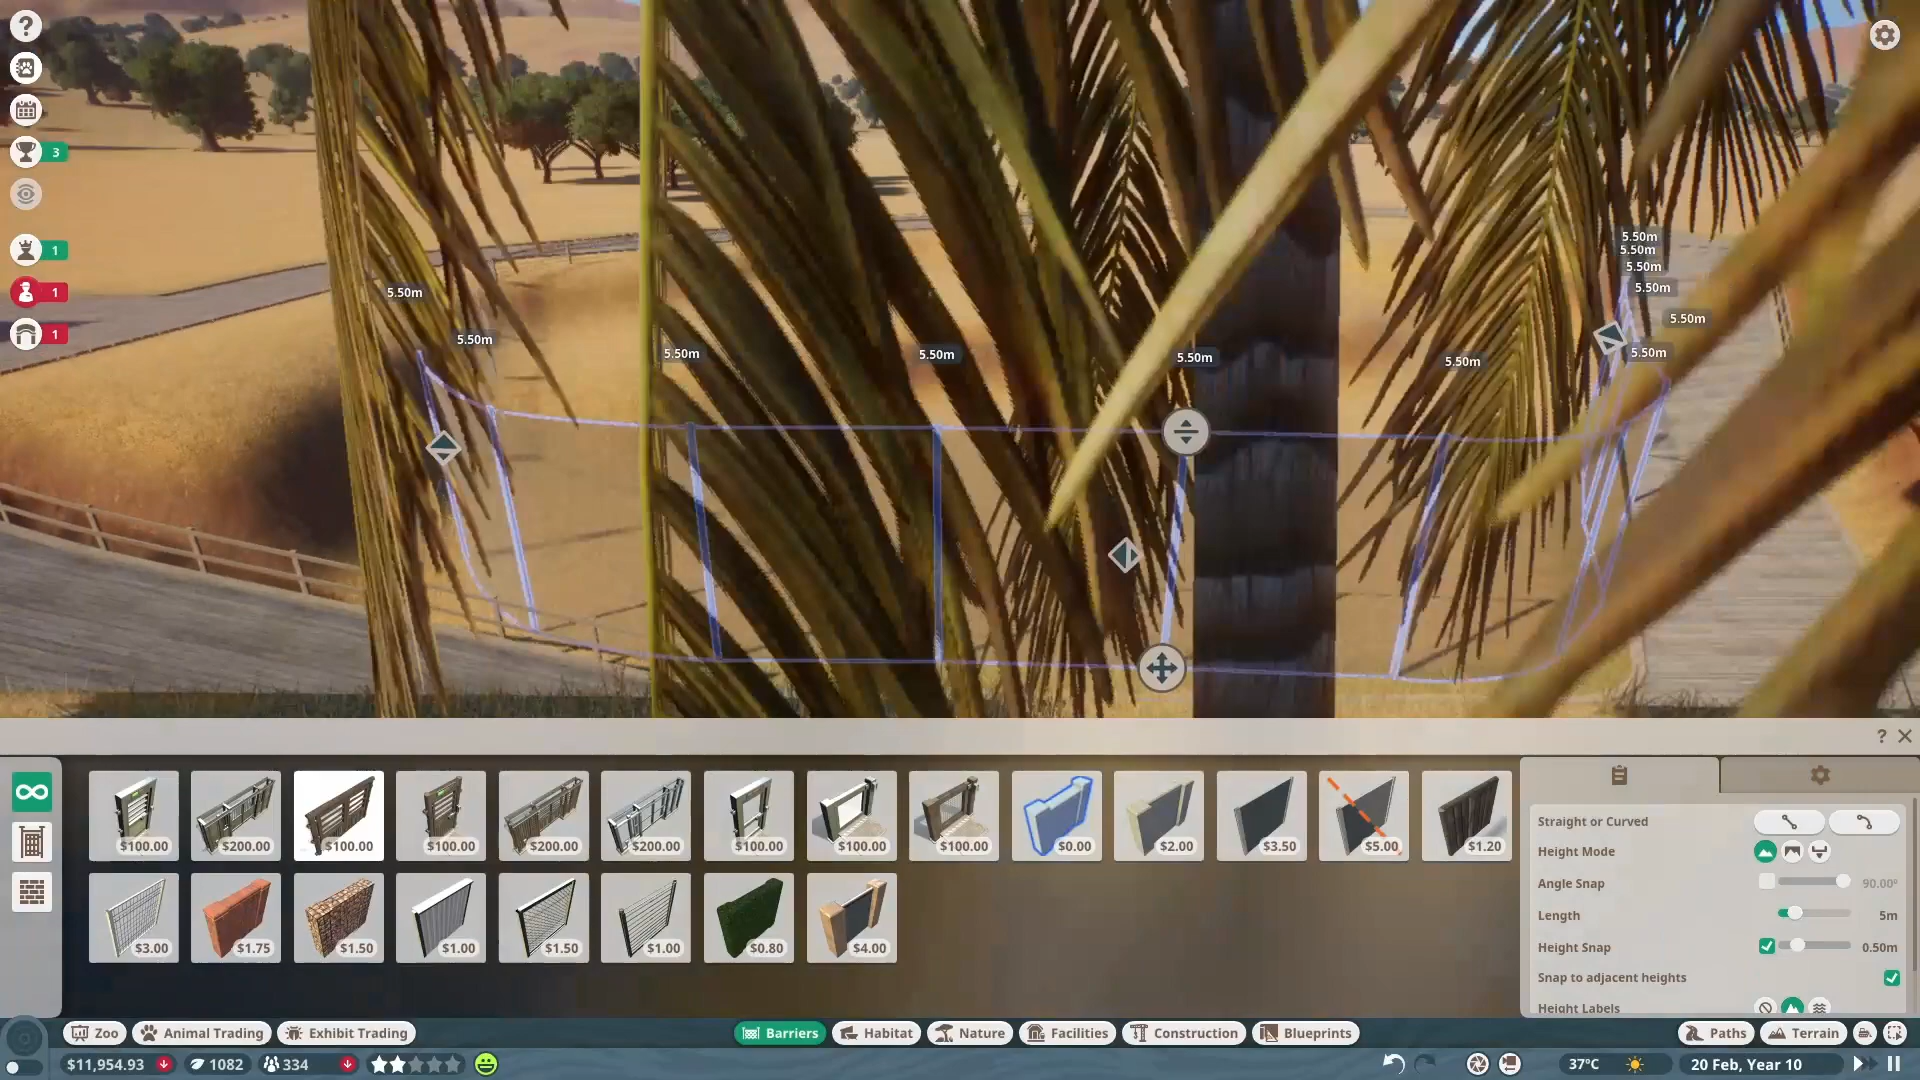 ?
3
1
1
1
5.50m
5.50m
5.50m
5.50m
5.50m
5.50m
5.50m
5.50m
5.50m
5.50m
5.50m
5.50m
?
$100.00 $200.00 $100.00 $100.00 $200.00 $200.00 $100.00 $100.00 $100.00 $0.00 $2.00 $3.50 $5.00 $1.20
$3.00 $1.75 $1.50 $1.00 $1.50 $1.00 $0.80 $4.00
Straight or Curved
Height Mode
Angle Snap 90.00°
Length 5m
Height Snap 0.50m
Snap to adjacent heights
Height Labels
Zoo Animal Trading Exhibit Trading Barriers Habitat Nature Facilities Construction Blueprints Paths Terrain
$11,954.93 1082 334 37°C 20 Feb, Year 10